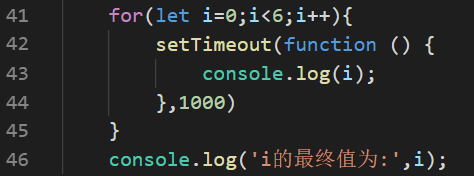 41 for(let i=0;i<6;i++){
42 setTimeout(function () {
43 console.log(i);
44 },1000)
45 }
46 console.log('i的最终值为:',i);